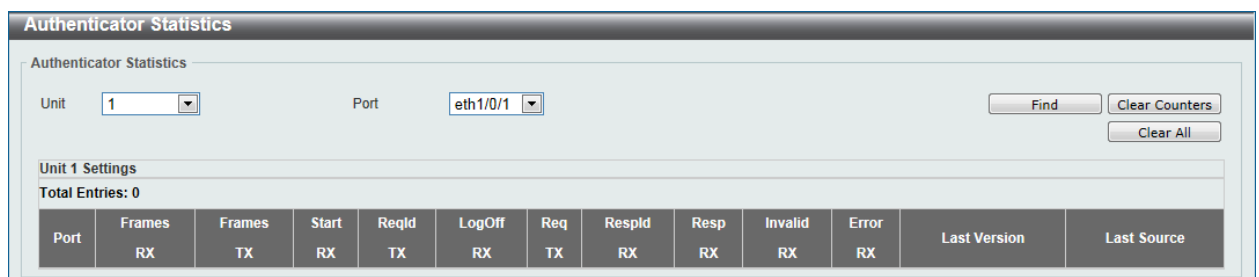 Authenticator Statistics
Authenticator Statistics
Unit 1 Port eth1/0/1 Find Clear Counters
Clear All
Unit 1 Settings
Total Entries: 0
Port Frames RX Frames TX Start RX ReqId TX LogOff RX Req TX RespId RX Resp RX Invalid RX Error RX Last Version Last Source